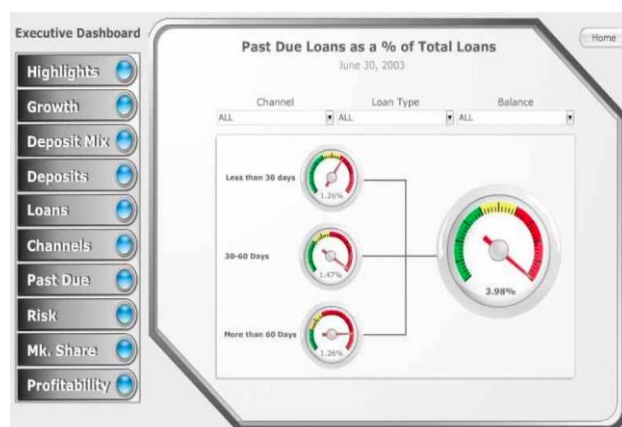 Executive Dashboard
Home
Highlights
Growth
Deposit Mix
Deposits
Loans
Channels
Past Due
Risk
Mk. Share
Profitability
Past Due Loans as a % of Total Loans
June 30, 2003
Channel Loan Type Balance
ALL ALL ALL
Less than 30 days
1.26%
30-60 Days
1.47%
More than 60 Days
1.26%
3.98%